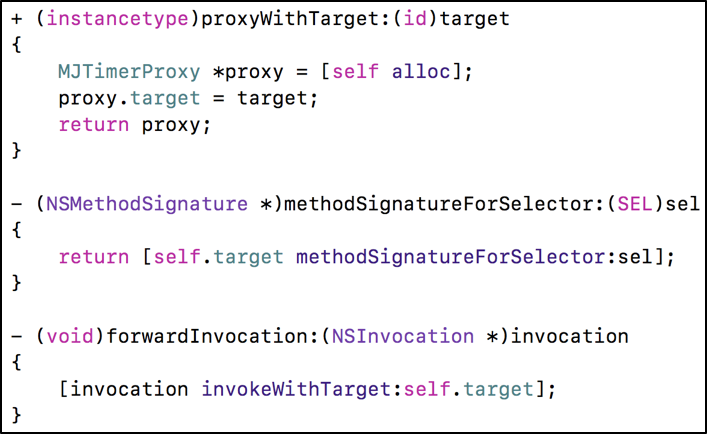 + (instancetype)proxyWithTarget:(id)target
{
    MJTimerProxy *proxy = [self alloc];
    proxy.target = target;
    return proxy;
}

- (NSMethodSignature *)methodSignatureForSelector:(SEL)sel
{
    return [self.target methodSignatureForSelector:sel];
}

- (void)forwardInvocation:(NSInvocation *)invocation
{
    [invocation invokeWithTarget:self.target];
}